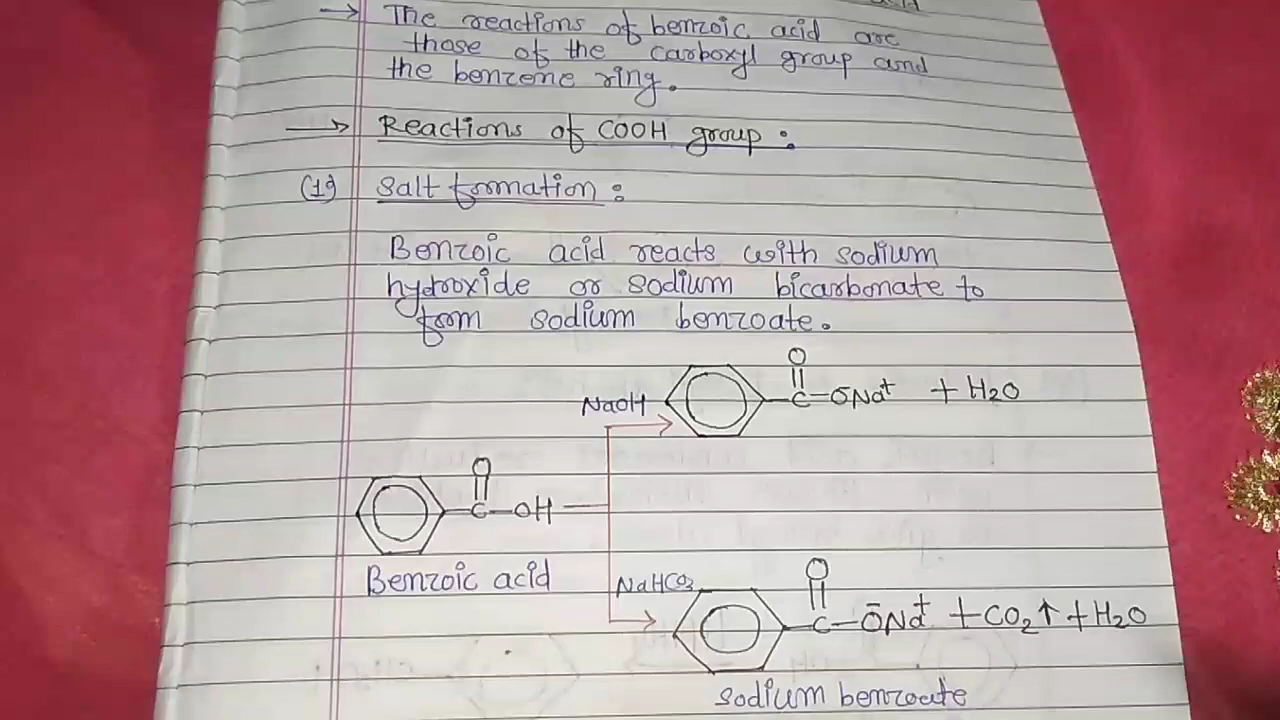 → The reactions of benzoic acid are
those of the carboxyl group and
the benzene ring.
→ Reactions of COOH group :
(1) Salt formation :
Benzoic acid reacts with sodium
hydroxide or sodium bicarbonate to
form sodium benzoate.
O
NaOH C-ŌNa+ + H2O
O
C-OH
Benzoic acid
O
NaHCO3 C-ŌNa+ + CO2↑ + H2O
sodium benzoate